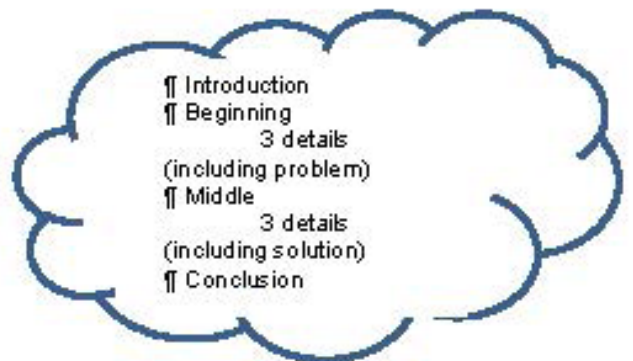 ¶ Introduction
¶ Beginning
3 details
(including problem)
¶ Middle
3 details
(including solution)
¶ Conclusion